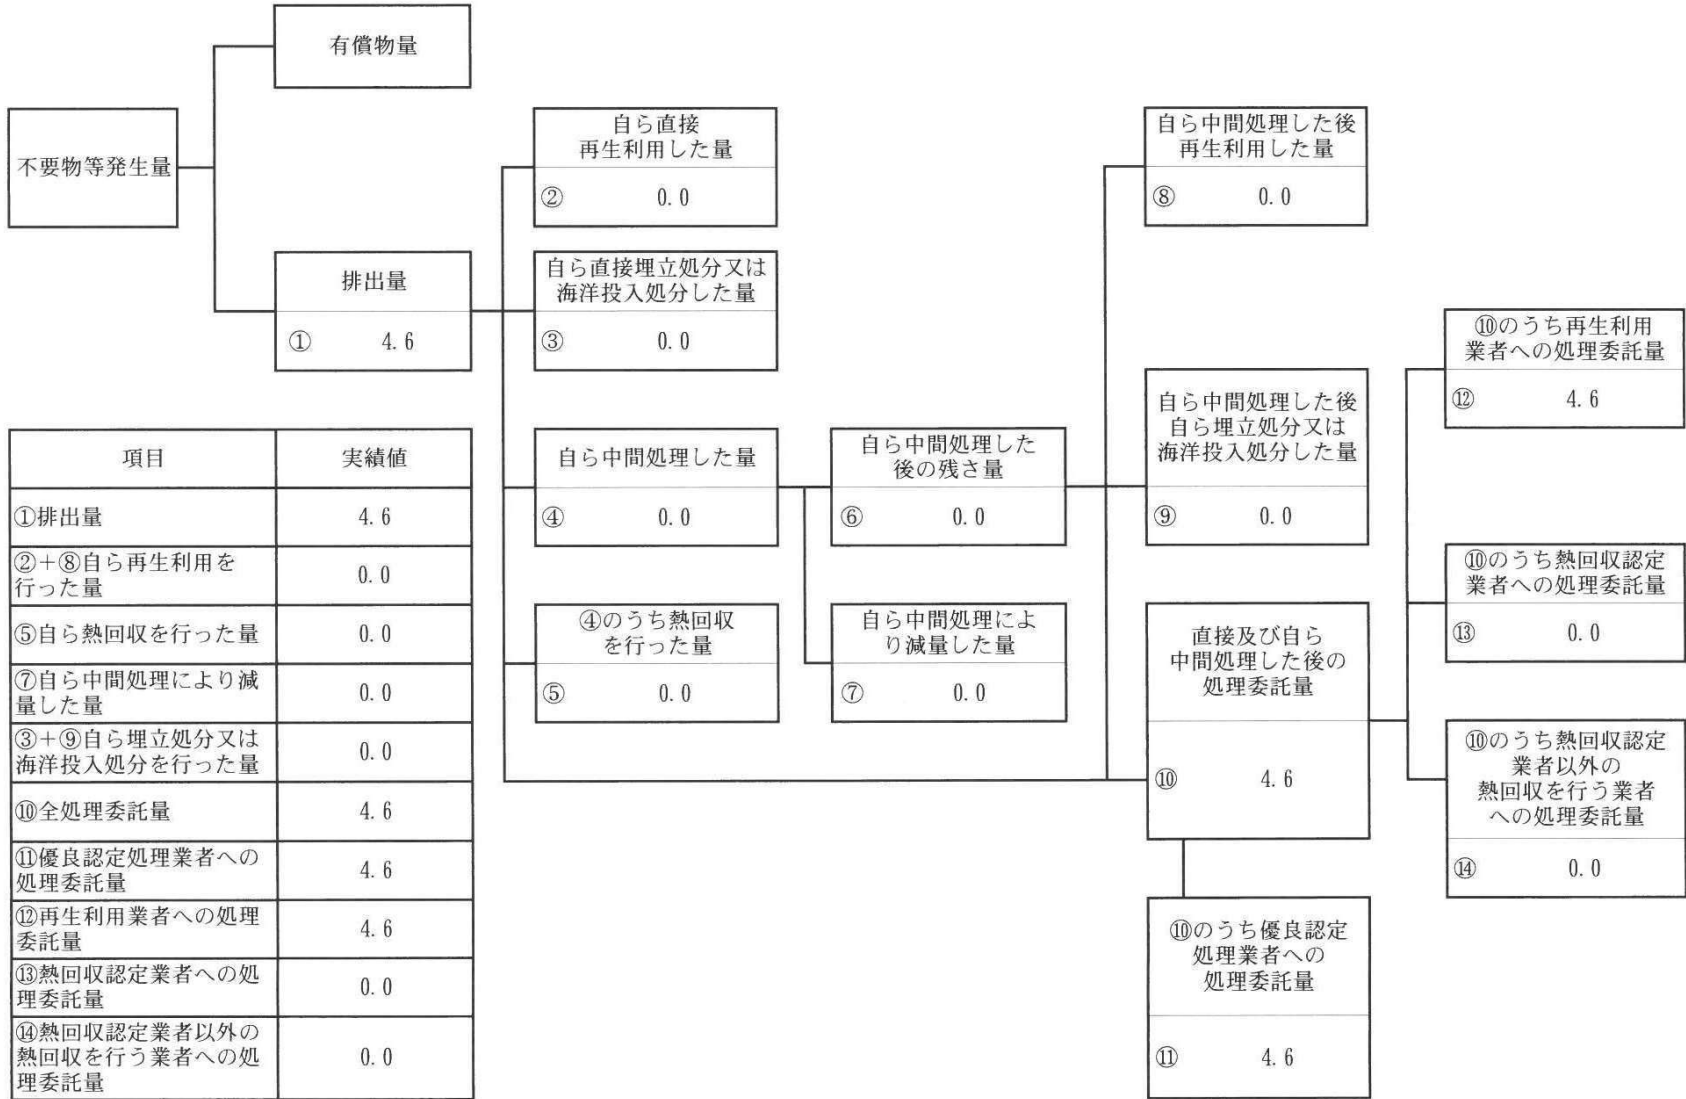 有償物量
不要物等発生量
排出量
① 4.6
自ら直接
再生利用した量
② 0.0
自ら直接埋立処分又は
海洋投入処分した量
③ 0.0
自ら中間処理した量
④ 0.0
④のうち熱回収
を行った量
⑤ 0.0
自ら中間処理した
後の残さ量
⑥ 0.0
自ら中間処理によ
り減量した量
⑦ 0.0
自ら中間処理した後
再生利用した量
⑧ 0.0
自ら中間処理した後
自ら埋立処分又は
海洋投入処分した量
⑨ 0.0
直接及び自ら
中間処理した後の
処理委託量
⑩ 4.6
⑩のうち優良認定
処理業者への
処理委託量
⑪ 4.6
⑩のうち再生利用
業者への処理委託量
⑫ 4.6
⑩のうち熱回収認定
業者への処理委託量
⑬ 0.0
⑩のうち熱回収認定
業者以外の
熱回収を行う業者
への処理委託量
⑭ 0.0
項目 実績値
①排出量 4.6
②+⑧自ら再生利用を
行った量 0.0
⑤自ら熱回収を行った量 0.0
⑦自ら中間処理により減
量した量 0.0
③+⑨自ら埋立処分又は
海洋投入処分を行った量 0.0
⑩全処理委託量 4.6
⑪優良認定処理業者への
処理委託量 4.6
⑫再生利用業者への処理
委託量 4.6
⑬熱回収認定業者への処
理委託量 0.0
⑭熱回収認定業者以外の
熱回収を行う業者への処
理委託量 0.0